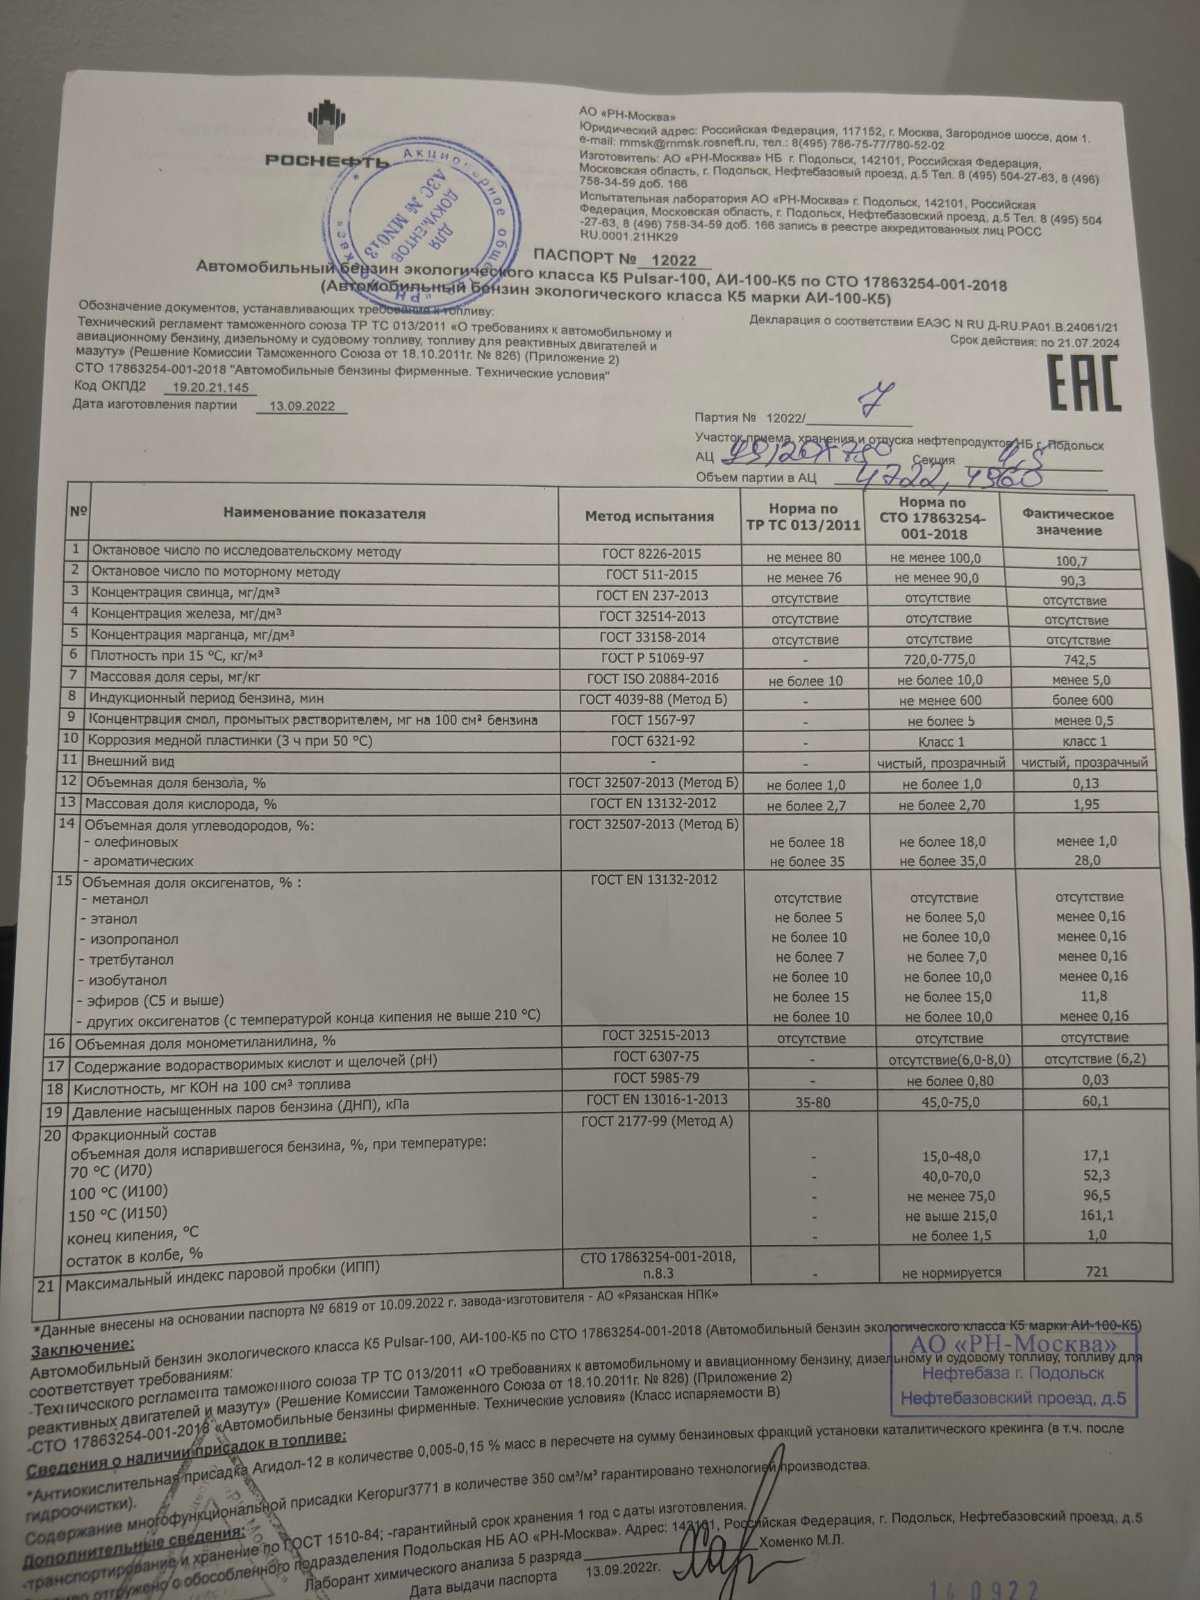 РОСНЕФТЬ
Акционерное общество
«РН-Москва»
ДЛЯ
ДОКУМЕНТОВ
АЗС № MN013
АО «РН-Москва»
Юридический адрес: Российская Федерация, 117152, г. Москва, Загородное шоссе, дом 1.
e-mail: rnmsk@rnmsk.rosneft.ru, тел.: 8(495) 786-75-77/780-52-02
Изготовитель: АО «РН-Москва» НБ г. Подольск, 142101, Российская Федерация,
Московская область, г. Подольск, Нефтебазовый проезд, д.5 Тел. 8 (495) 504-27-63, 8 (496)
758-34-59 доб. 166
Испытательная лаборатория АО «РН-Москва» г. Подольск, 142101, Российская
Федерация, Московская область, г. Подольск, Нефтебазовский проезд, д.5 Тел. 8 (495) 504
-27-63, 8 (496) 758-34-59 доб. 166 запись в реестре аккредитованных лиц РОСС
RU.0001.21НК29
ПАСПОРТ № 12022
Автомобильный бензин экологического класса К5 Pulsar-100, АИ-100-К5 по СТО 17863254-001-2018
(Автомобильный бензин экологического класса К5 марки АИ-100-К5)
Обозначение документов, устанавливающих требования к топливу:
Технический регламент таможенного союза ТР ТС 013/2011 «О требованиях к автомобильному и
авиационному бензину, дизельному и судовому топливу, топливу для реактивных двигателей и
мазуту» (Решение Комиссии Таможенного Союза от 18.10.2011г. № 826) (Приложение 2)
СТО 17863254-001-2018 "Автомобильные бензины фирменные. Технические условия"
Код ОКПД2 19.20.21.145
Дата изготовления партии 13.09.2022
Декларация о соответствии ЕАЭС N RU Д-RU.РА01.В.24061/21
Срок действия: по 21.07.2024
EAC
Партия № 12022/ 7
Участок приема, хранения и отпуска нефтепродуктов НБ г. Подольск
АЦ Секция 4,5
Объем партии в АЦ 4722, 4960
№ Наименование показателя Метод испытания Норма по ТР ТС 013/2011 Норма по СТО 17863254-001-2018 Фактическое значение
1 Октановое число по исследовательскому методу ГОСТ 8226-2015 не менее 80 не менее 100,0 100,7
2 Октановое число по моторному методу ГОСТ 511-2015 не менее 76 не менее 90,0 90,3
3 Концентрация свинца, мг/дм³ ГОСТ EN 237-2013 отсутствие отсутствие отсутствие
4 Концентрация железа, мг/дм³ ГОСТ 32514-2013 отсутствие отсутствие отсутствие
5 Концентрация марганца, мг/дм³ ГОСТ 33158-2014 отсутствие отсутствие отсутствие
6 Плотность при 15 °С, кг/м³ ГОСТ Р 51069-97 - 720,0-775,0 742,5
7 Массовая доля серы, мг/кг ГОСТ ISO 20884-2016 не более 10 не более 10,0 менее 5,0
8 Индукционный период бензина, мин ГОСТ 4039-88 (Метод Б) - не менее 600 более 600
9 Концентрация смол, промытых растворителем, мг на 100 см³ бензина ГОСТ 1567-97 - не более 5 менее 0,5
10 Коррозия медной пластинки (3 ч при 50 °С) ГОСТ 6321-92 - Класс 1 класс 1
11 Внешний вид - - чистый, прозрачный чистый, прозрачный
12 Объемная доля бензола, % ГОСТ 32507-2013 (Метод Б) не более 1,0 не более 1,0 0,13
13 Массовая доля кислорода, % ГОСТ EN 13132-2012 не более 2,7 не более 2,70 1,95
14 Объемная доля углеводородов, %: ГОСТ 32507-2013 (Метод Б)
- олефиновых не более 18 не более 18,0 менее 1,0
- ароматических не более 35 не более 35,0 28,0
15 Объемная доля оксигенатов, % : ГОСТ EN 13132-2012
- метанол отсутствие отсутствие отсутствие
- этанол не более 5 не более 5,0 менее 0,16
- изопропанол не более 10 не более 10,0 менее 0,16
- третбутанол не более 7 не более 7,0 менее 0,16
- изобутанол не более 10 не более 10,0 менее 0,16
- эфиров (С5 и выше) не более 15 не более 15,0 11,8
- других оксигенатов (с температурой конца кипения не выше 210 °С) не более 10 не более 10,0 менее 0,16
16 Объемная доля монометиланилина, % ГОСТ 32515-2013 отсутствие отсутствие отсутствие
17 Содержание водорастворимых кислот и щелочей (рН) ГОСТ 6307-75 - отсутствие(6,0-8,0) отсутствие (6,2)
18 Кислотность, мг КОН на 100 см³ топлива ГОСТ 5985-79 - не более 0,80 0,03
19 Давление насыщенных паров бензина (ДНП), кПа ГОСТ EN 13016-1-2013 35-80 45,0-75,0 60,1
20 Фракционный состав ГОСТ 2177-99 (Метод А)
объемная доля испарившегося бензина, %, при температуре:
70 °С (И70) - 15,0-48,0 17,1
100 °С (И100) - 40,0-70,0 52,3
150 °С (И150) - не менее 75,0 96,5
конец кипения, °С - не выше 215,0 161,1
остаток в колбе, % - не более 1,5 1,0
21 Максимальный индекс паровой пробки (ИПП) СТО 17863254-001-2018, п.8.3 - не нормируется 721
*Данные внесены на основании паспорта № 6819 от 10.09.2022 г. завода-изготовителя - АО «Рязанская НПК»
Заключение:
Автомобильный бензин экологического класса К5 Pulsar-100, АИ-100-К5 по СТО 17863254-001-2018 (Автомобильный бензин экологического класса К5 марки АИ-100-К5)
соответствует требованиям:
-Технического регламента таможенного союза ТР ТС 013/2011 «О требованиях к автомобильному и авиационному бензину, дизельному и судовому топливу, топливу для
реактивных двигателей и мазуту» (Решение Комиссии Таможенного Союза от 18.10.2011г. № 826) (Приложение 2)
-СТО 17863254-001-2018 «Автомобильные бензины фирменные. Технические условия» (Класс испаряемости В)
АО «РН-Москва»
Нефтебаза г. Подольск
Нефтебазовский проезд, д.5
Сведения о наличии присадок в топливе:
*Антиокислительная присадка Агидол-12 в количестве 0,005-0,15 % масс в пересчете на сумму бензиновых фракций установки каталитического крекинга (в т.ч. после
гидроочистки).
Содержание многофункциональной присадки Keropur3771 в количестве 350 см³/м³ гарантировано технологией производства.
Дополнительные сведения:
-транспортирование и хранение по ГОСТ 1510-84; -гарантийный срок хранения 1 год с даты изготовления.
отгружено с обособленного подразделения Подольская НБ АО «РН-Москва». Адрес: 142101, Российская Федерация, г. Подольск, Нефтебазовский проезд, д.5
Лаборант химического анализа 5 разряда Хоменко М.Л.
Дата выдачи паспорта 13.09.2022г.
140922